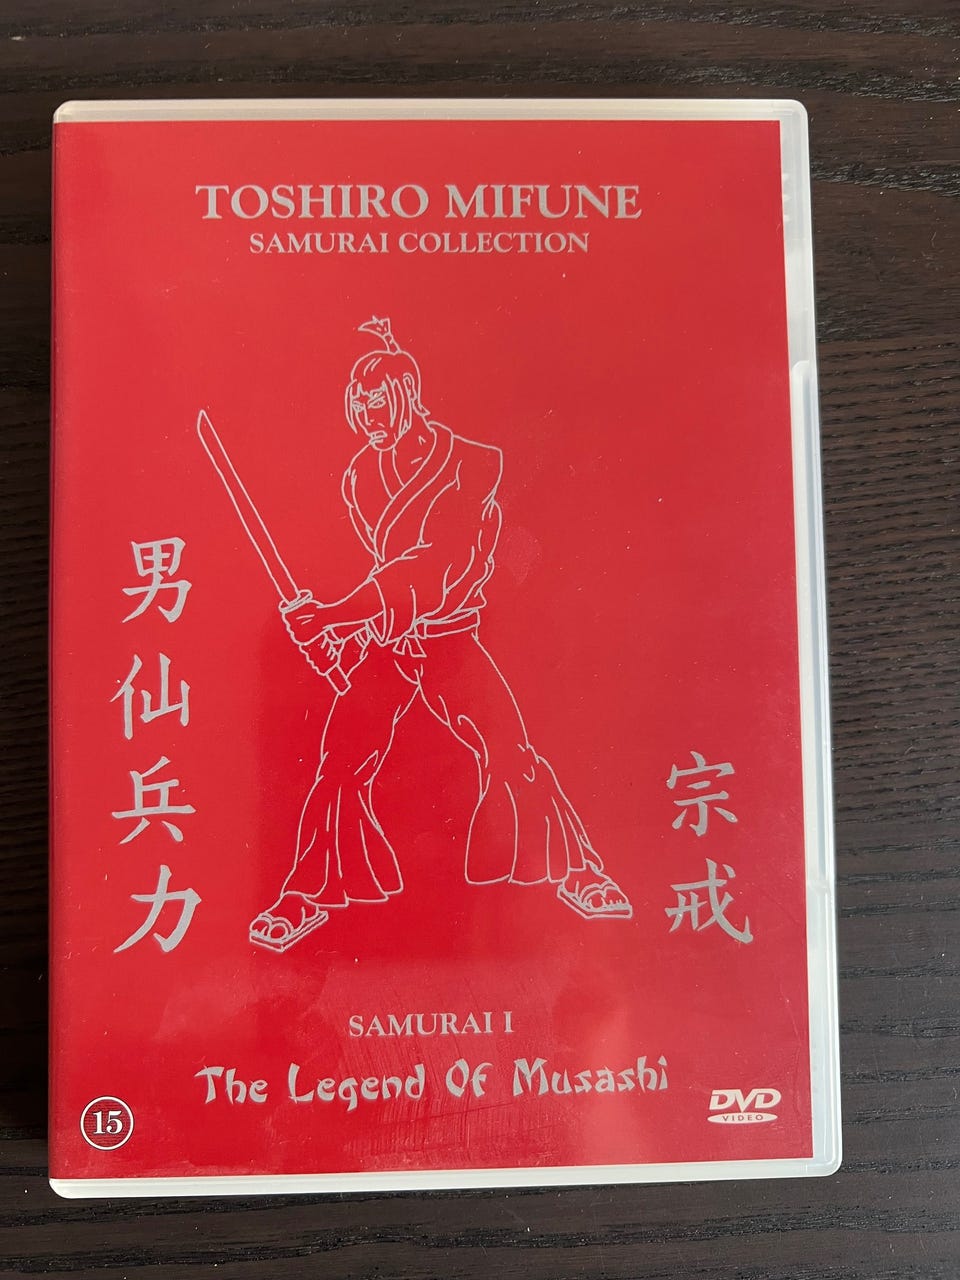 TOSHIRO MIFUNE
SAMURAI COLLECTION
男仙兵力
宗戒
SAMURAI I
The Legend Of Musashi
15
DVD
VIDEO